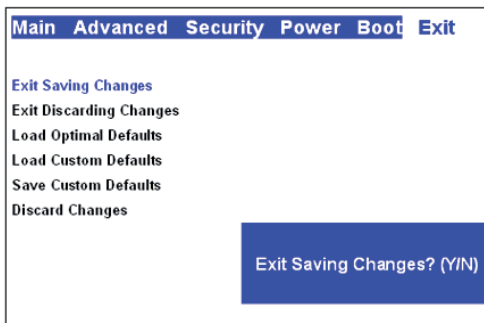 Main Advanced Security Power Boot Exit
Exit Saving Changes
Exit Discarding Changes
Load Optimal Defaults
Load Custom Defaults
Save Custom Defaults
Discard Changes
Exit Saving Changes? (Y/N)